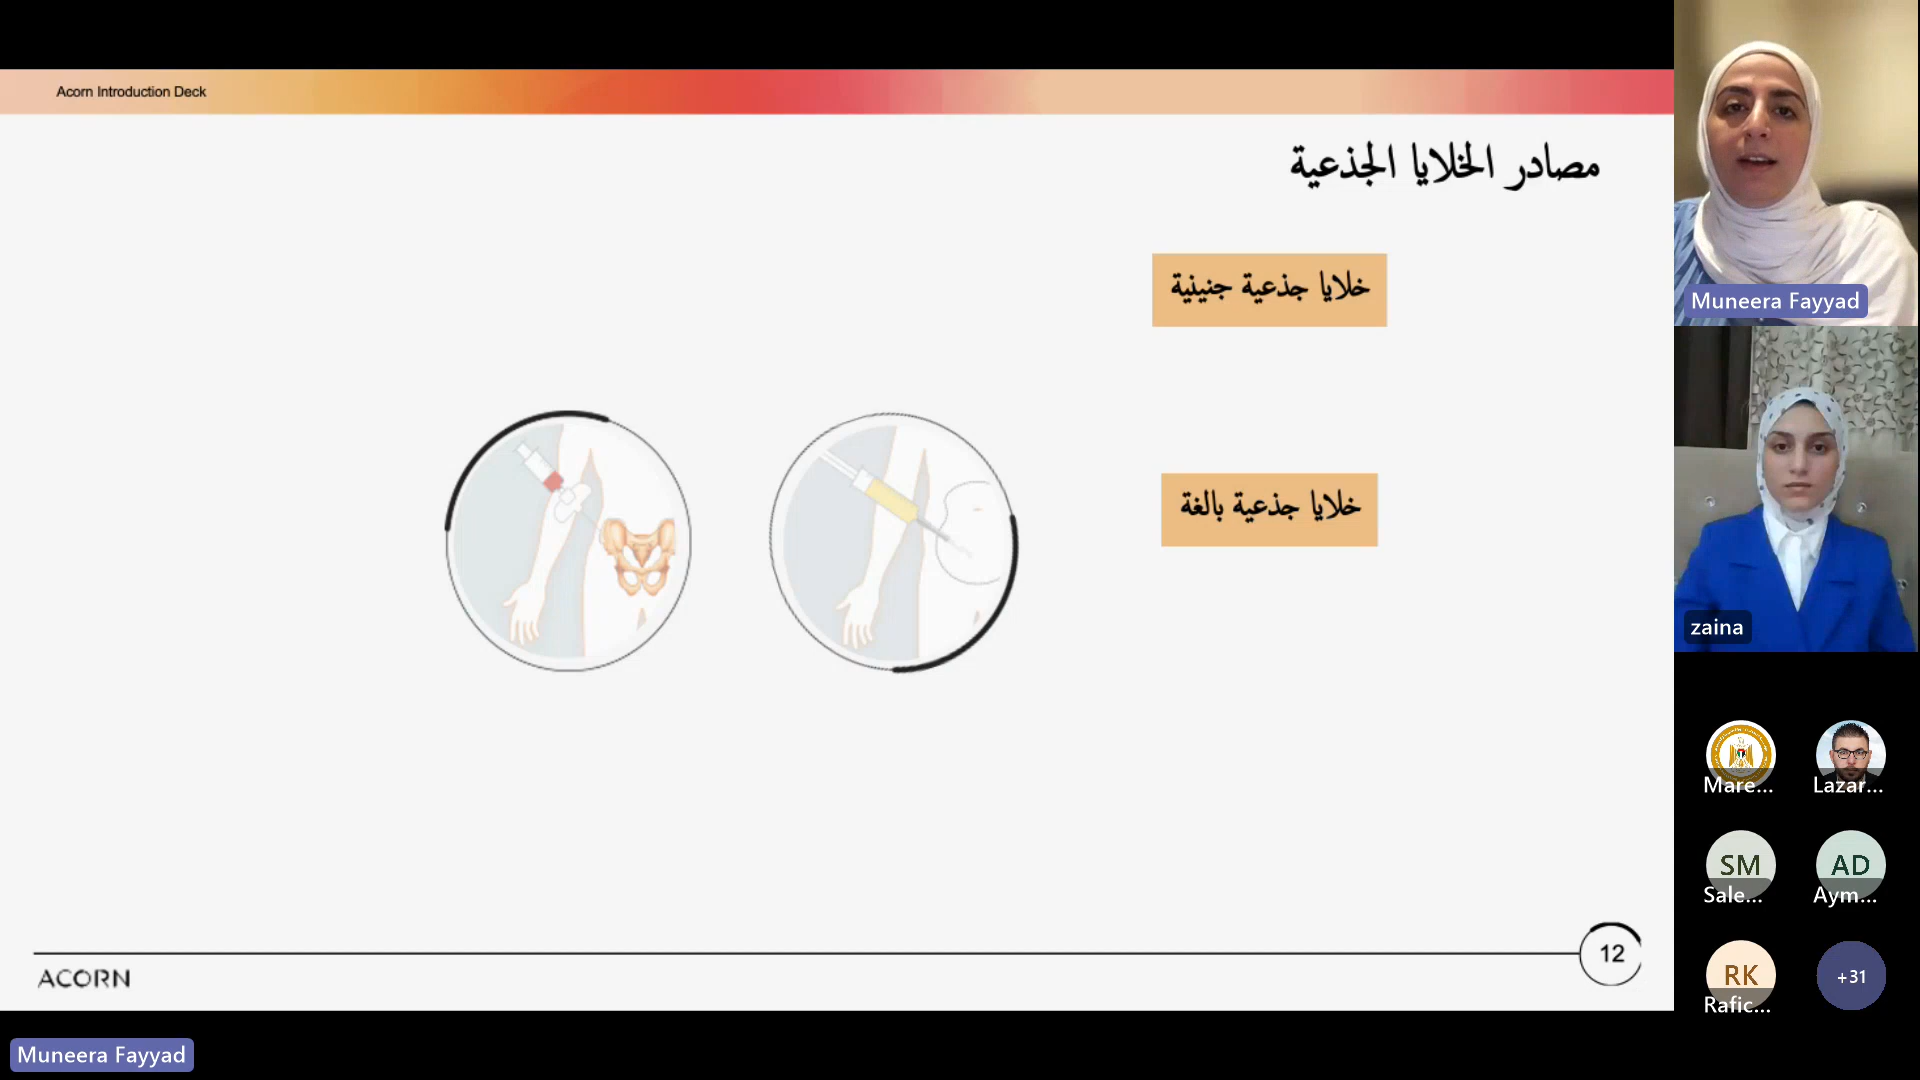 Acorn Introduction Deck
مصادر الخلايا الجذعية
خلايا جذعية جنينية
خلايا جذعية بالغة
ACORN
12
Muneera Fayyad
Muneera Fayyad
zaina
Mare...
Lazar...
SM
Sale...
AD
Aym...
RK
Rafic...
+31